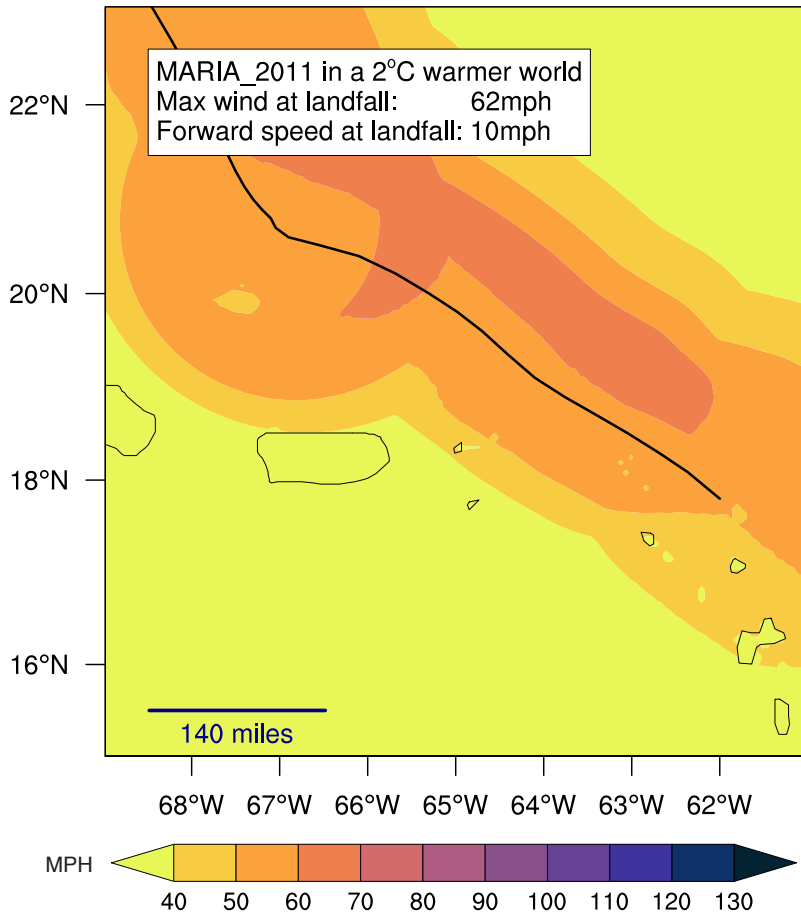 MARIA_2011 in a 2°C warmer world
Max wind at landfall: 62mph
Forward speed at landfall: 10mph
22°N
20°N
18°N
16°N
140 miles
68°W 67°W 66°W 65°W 64°W 63°W 62°W
MPH
40 50 60 70 80 90 100 110 120 130